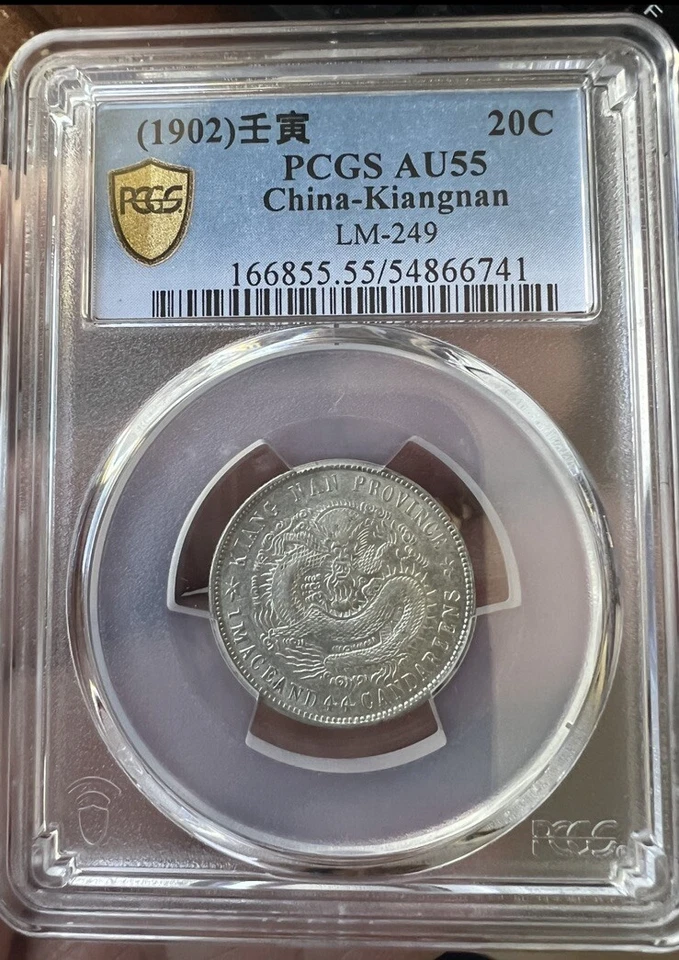 (1902)壬寅 20C
PCGS AU55
PCGS
China-Kiangnan
LM-249
166855.55/54866741
KIANG NAN PROVINCE
1 MACE AND 4·4 CANDAREENS
PCGS